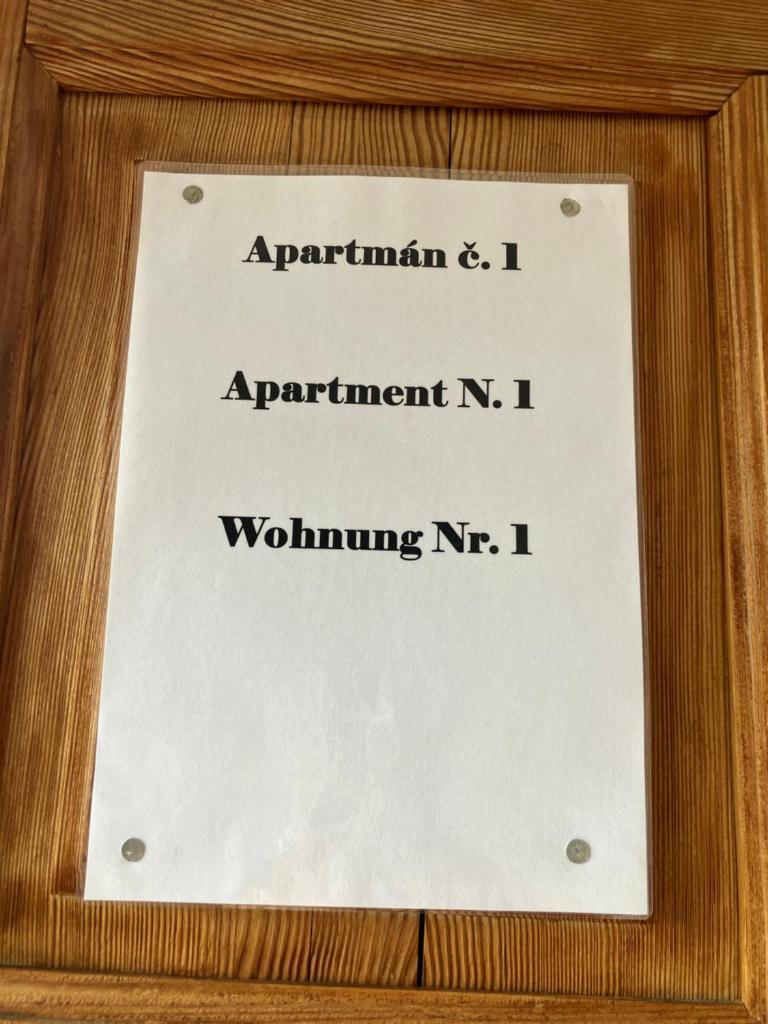 Apartmán č. 1
Apartment N. 1
Wohnung Nr. 1